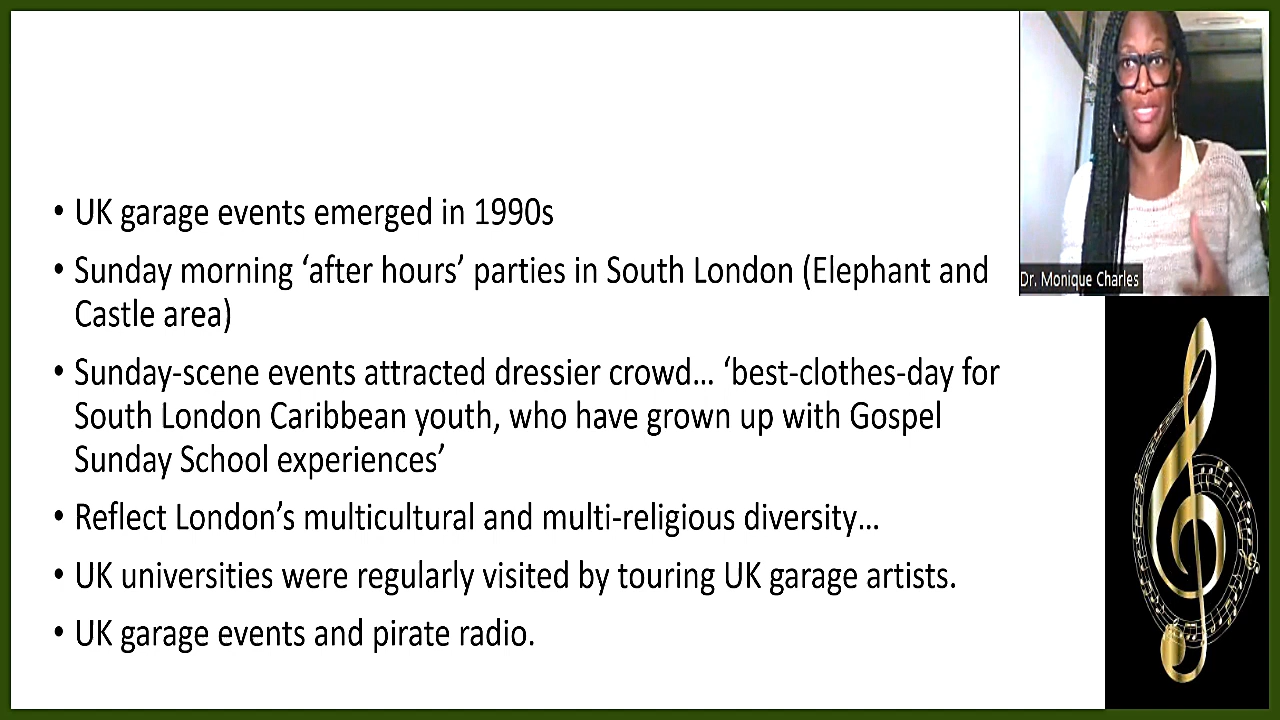 • UK garage events emerged in 1990s
• Sunday morning ‘after hours’ parties in South London (Elephant and
Castle area)
• Sunday-scene events attracted dressier crowd… ‘best-clothes-day for
South London Caribbean youth, who have grown up with Gospel
Sunday School experiences’
• Reflect London’s multicultural and multi-religious diversity…
• UK universities were regularly visited by touring UK garage artists.
• UK garage events and pirate radio.
Dr. Monique Charles